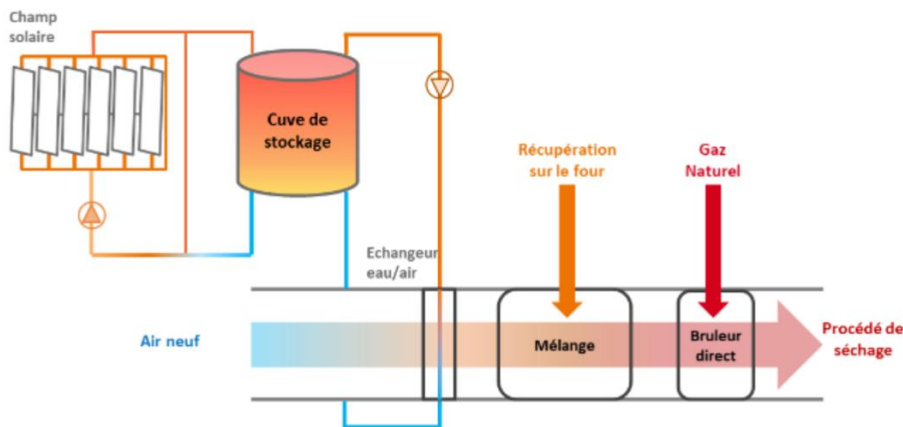 Champ
solaire
Cuve de
stockage
Récupération
sur le four
Gaz
Naturel
Echangeur
eau/air
Air neuf
Mélange
Bruleur
direct
Procédé de
séchage